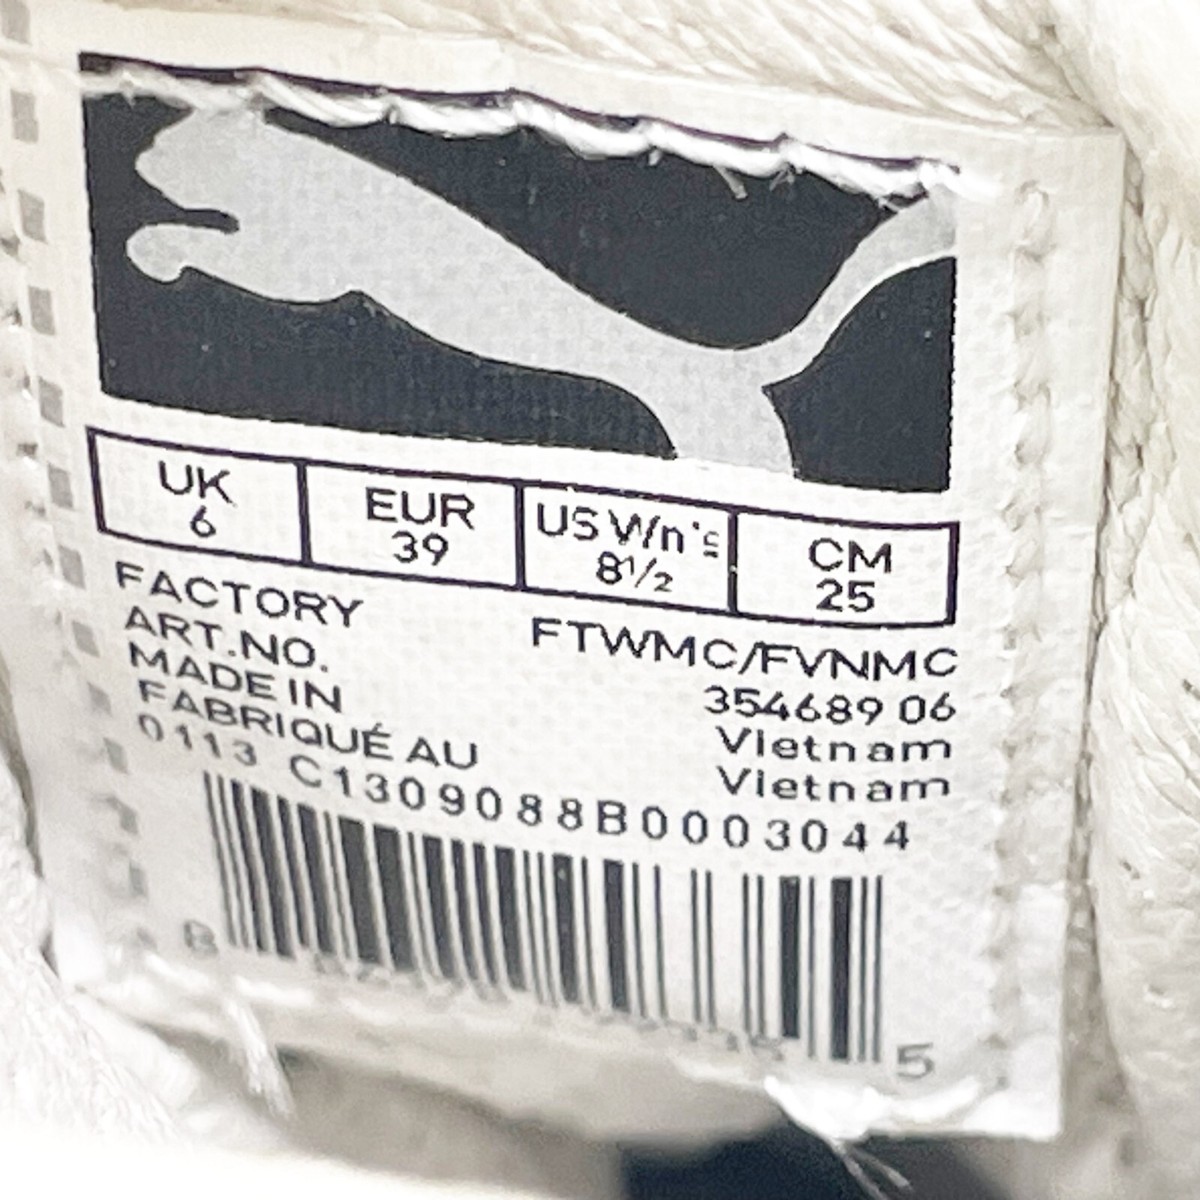 UK EUR US Wn's CM
6 39 8½ 25
FACTORY FTWMC/FVNMC
ART.NO. 354689 06
MADE IN Vietnam
FABRIQUÉ AU Vietnam
0113 C1309088B0003044
5